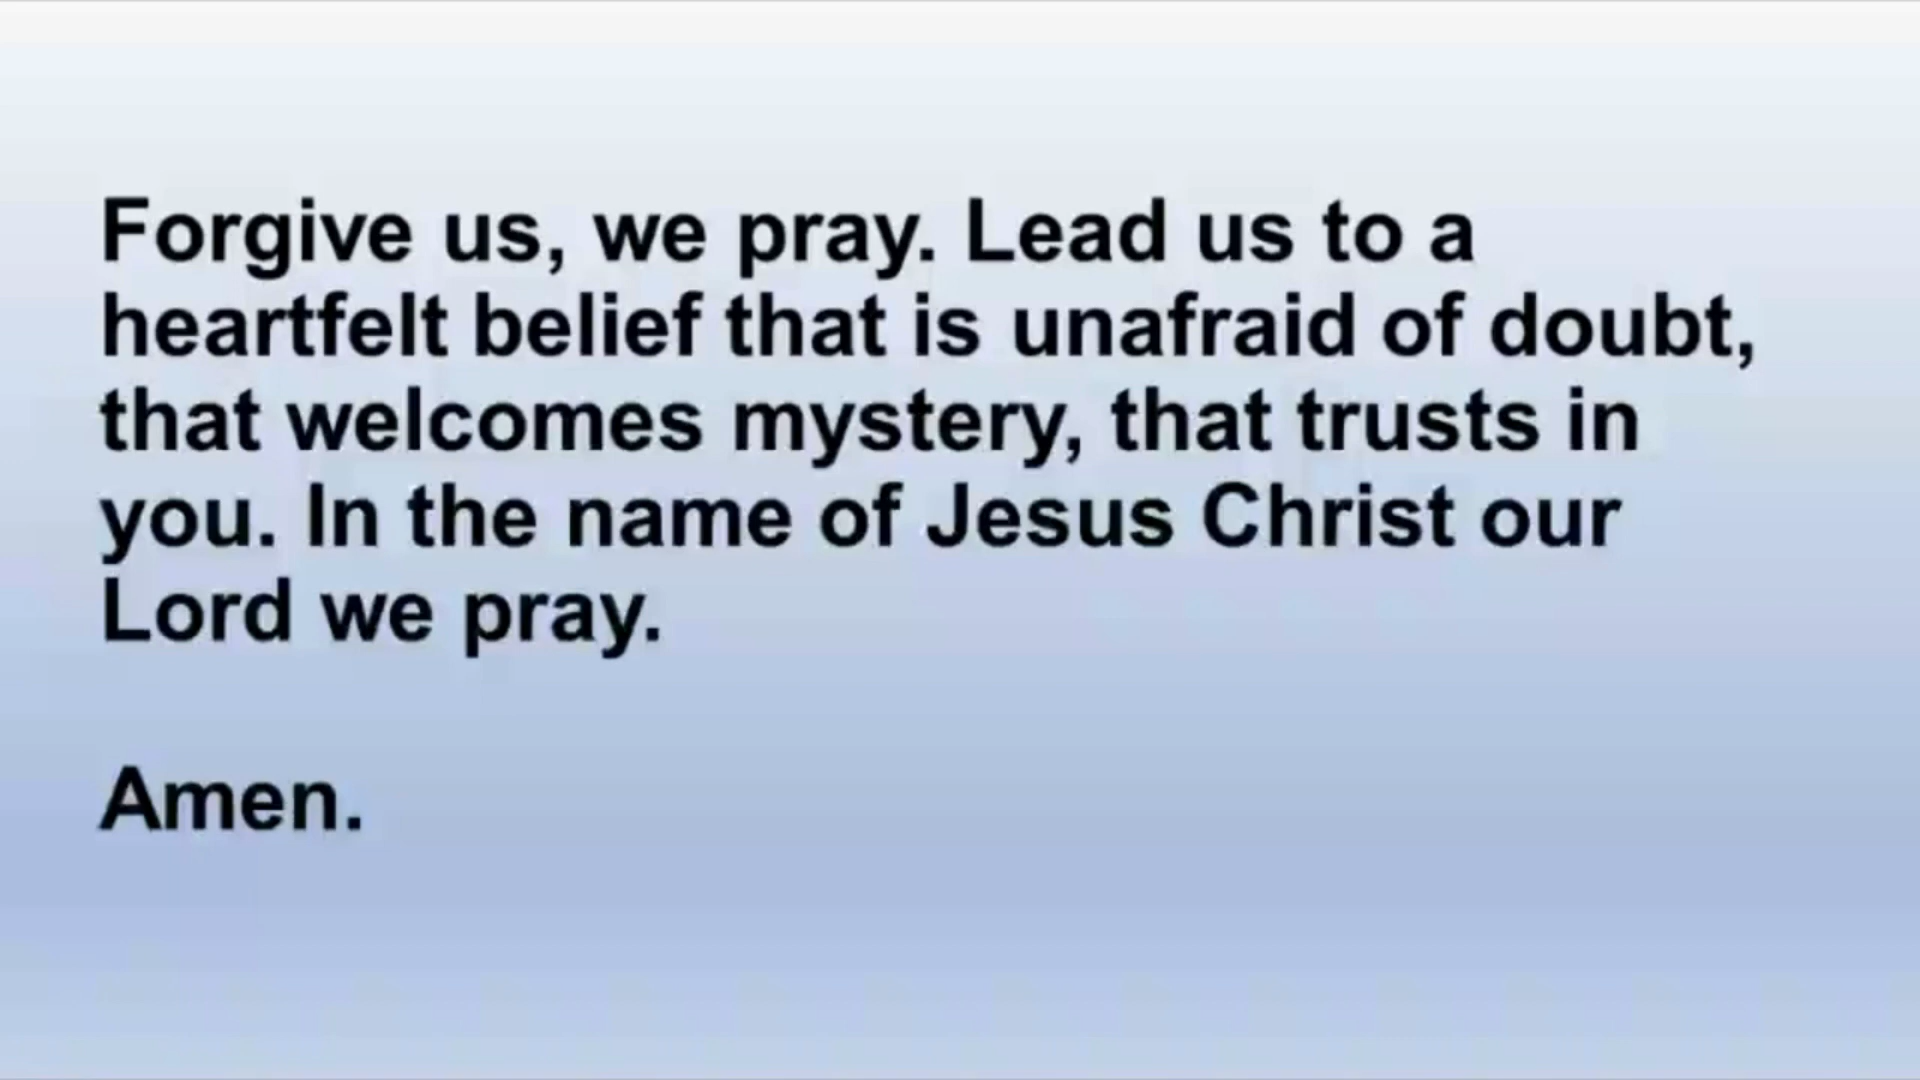 Forgive us, we pray. Lead us to a
heartfelt belief that is unafraid of doubt,
that welcomes mystery, that trusts in
you. In the name of Jesus Christ our
Lord we pray.
Amen.